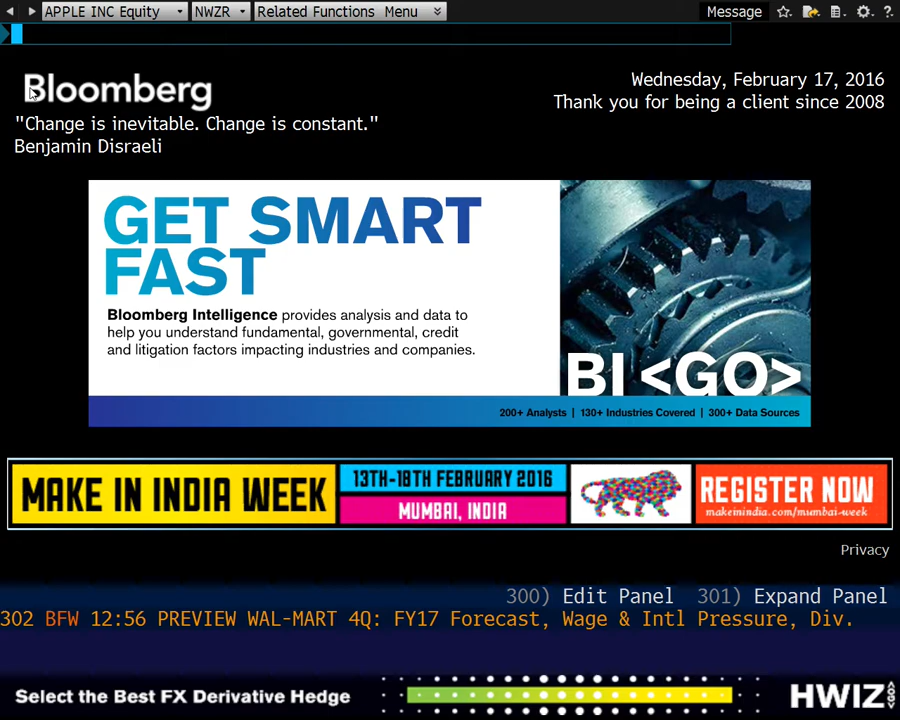 APPLE INC Equity NWZR Related Functions Menu Message
Bloomberg
Wednesday, February 17, 2016
Thank you for being a client since 2008
"Change is inevitable. Change is constant."
Benjamin Disraeli
GET SMART
FAST
Bloomberg Intelligence provides analysis and data to
help you understand fundamental, governmental, credit
and litigation factors impacting industries and companies.
BI <GO>
200+ Analysts | 130+ Industries Covered | 300+ Data Sources
MAKE IN INDIA WEEK
13TH-18TH FEBRUARY 2016
MUMBAI, INDIA
REGISTER NOW
makeinindia.com/mumbai-week
Privacy
300) Edit Panel 301) Expand Panel
302 BFW 12:56 PREVIEW WAL-MART 4Q: FY17 Forecast, Wage & Intl Pressure, Div.
Select the Best FX Derivative Hedge
HWIZ <GO>